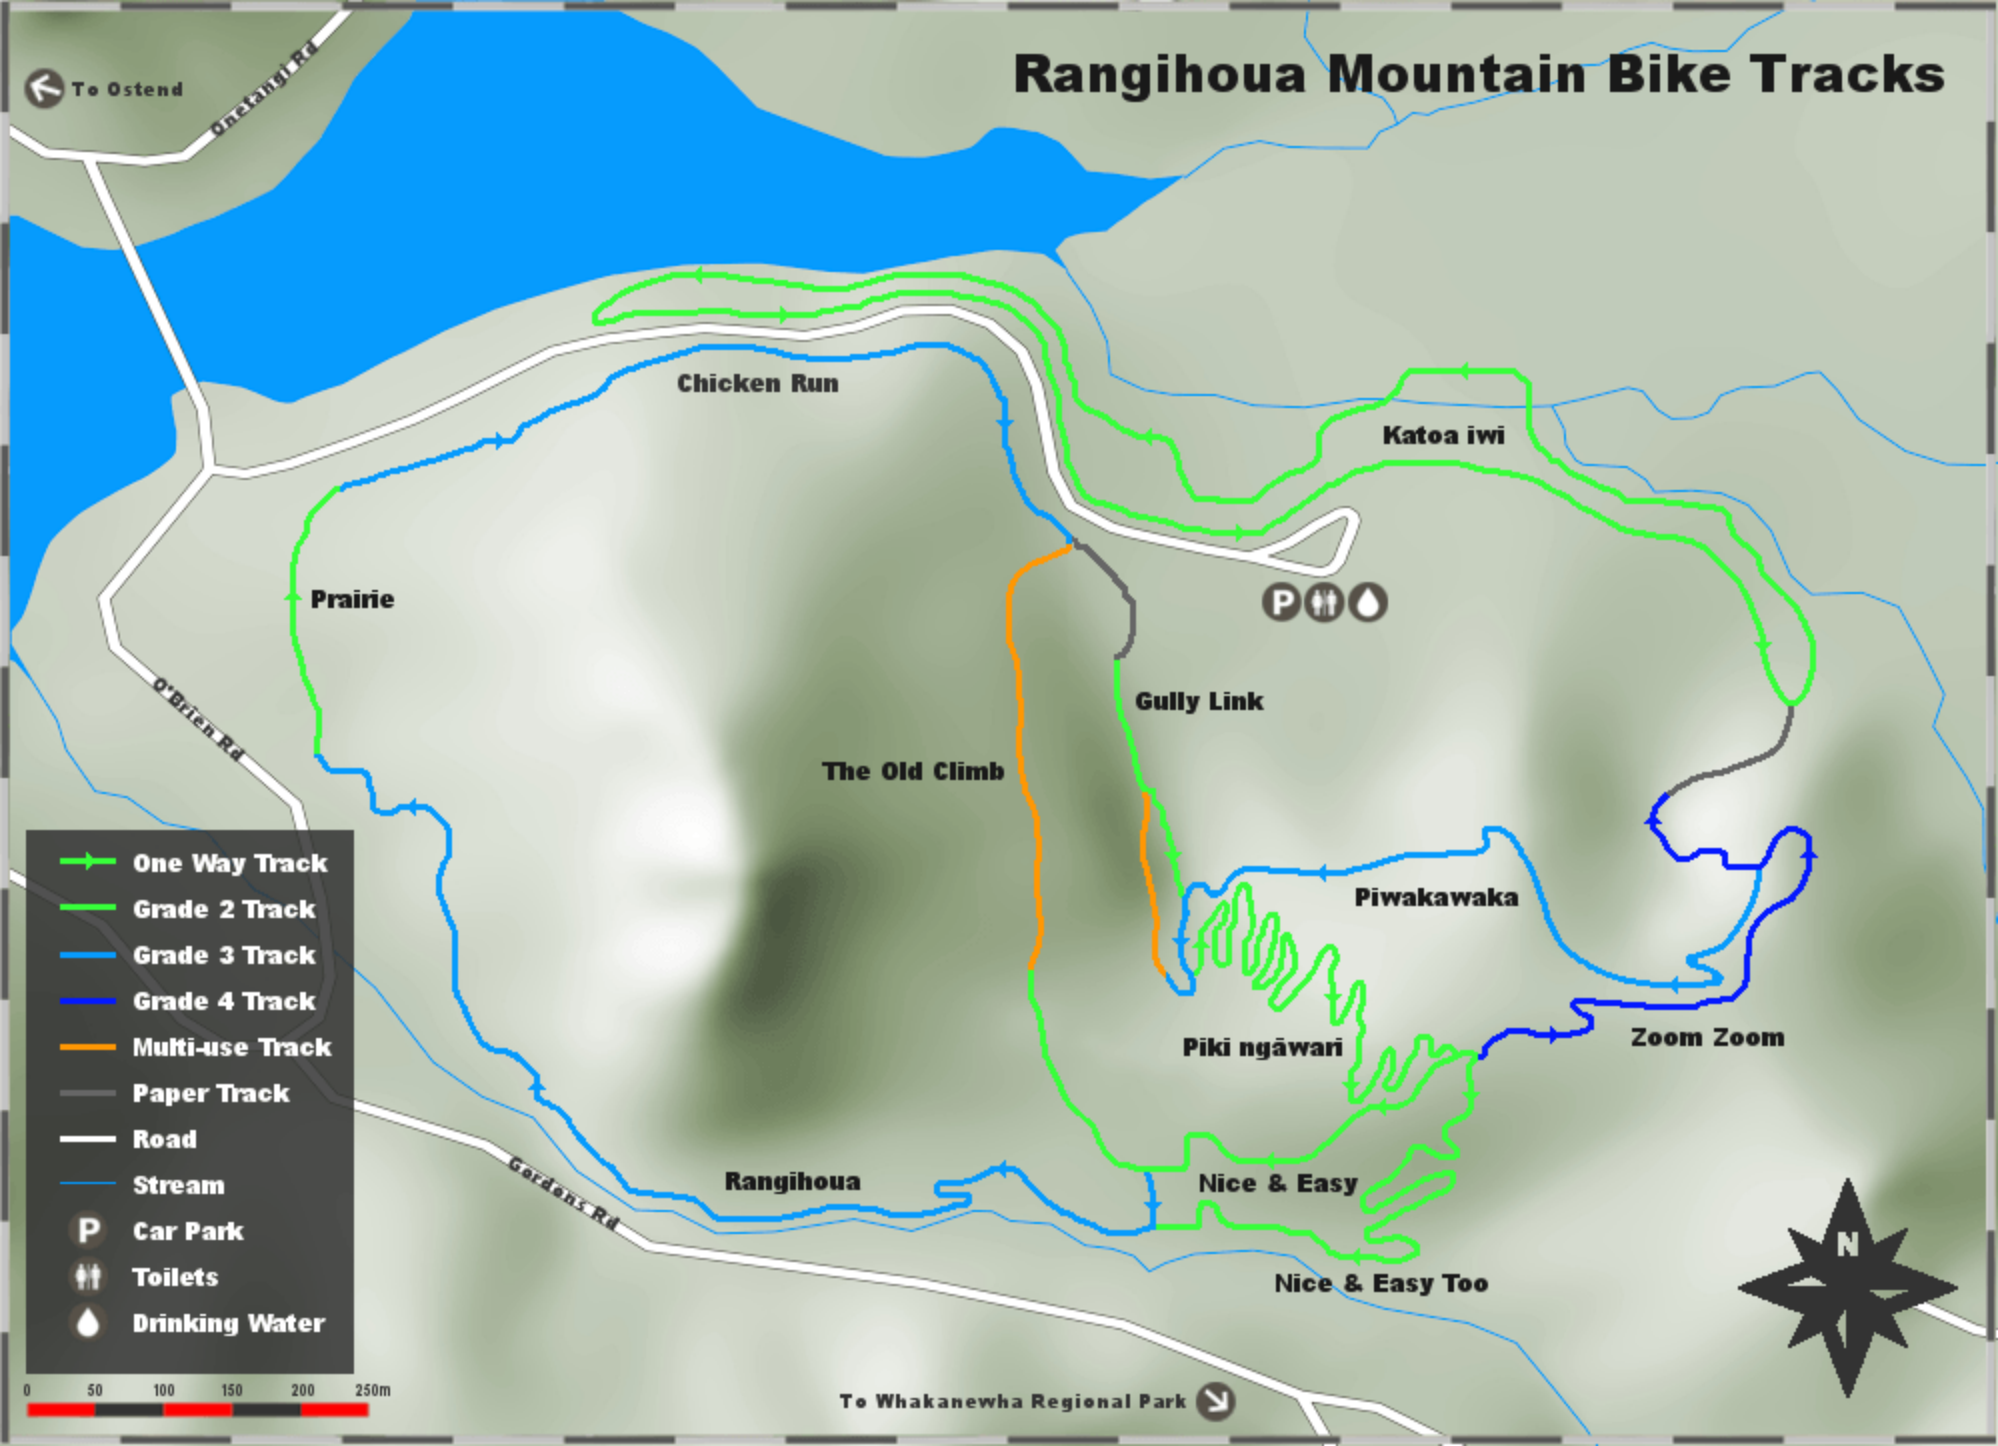 Rangihoua Mountain Bike Tracks
To Ostend
Onetangi Rd
Chicken Run
Katoa iwi
Prairie
P
O'Brien Rd
Gully Link
The Old Climb
Piwakawaka
Piki ngāwari
Zoom Zoom
Rangihoua
Nice & Easy
Gordons Rd
Nice & Easy Too
To Whakanewha Regional Park
N
One Way Track
Grade 2 Track
Grade 3 Track
Grade 4 Track
Multi-use Track
Paper Track
Road
Stream
P Car Park
Toilets
Drinking Water
0 50 100 150 200 250m